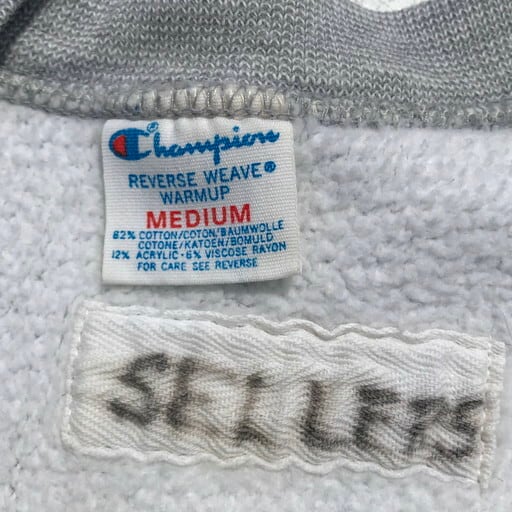 Champion®
REVERSE WEAVE®
WARMUP
MEDIUM
82% COTTON/COTON/BAUMWOLLE
COTONE/KATOEN/BOMULD
12% ACRYLIC-6% VISCOSE RAYON
FOR CARE SEE REVERSE
SELLERS